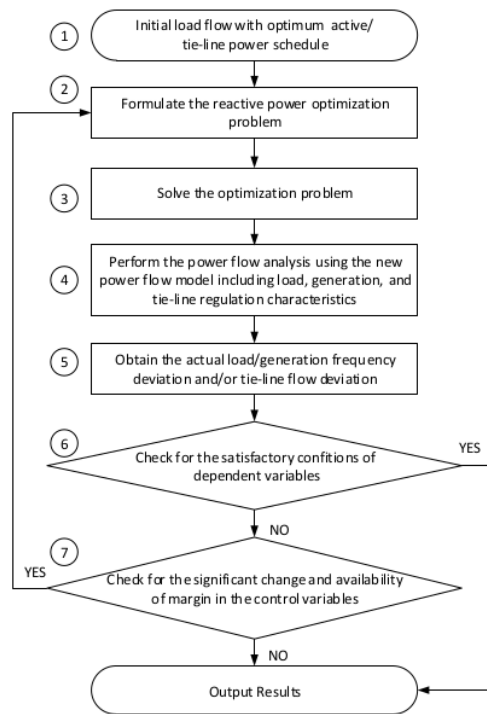 1
Initial load flow with optimum active/
tie-line power schedule
2
Formulate the reactive power optimization
problem
3
Solve the optimization problem
4
Perform the power flow analysis using the new
power flow model including load, generation, and
tie-line regulation characteristics
5
Obtain the actual load/generation frequency
deviation and/or tie-line flow deviation
6
Check for the satisfactory confitions of
dependent variables
YES
NO
7
YES
Check for the significant change and availability
of margin in the control variables
NO
Output Results